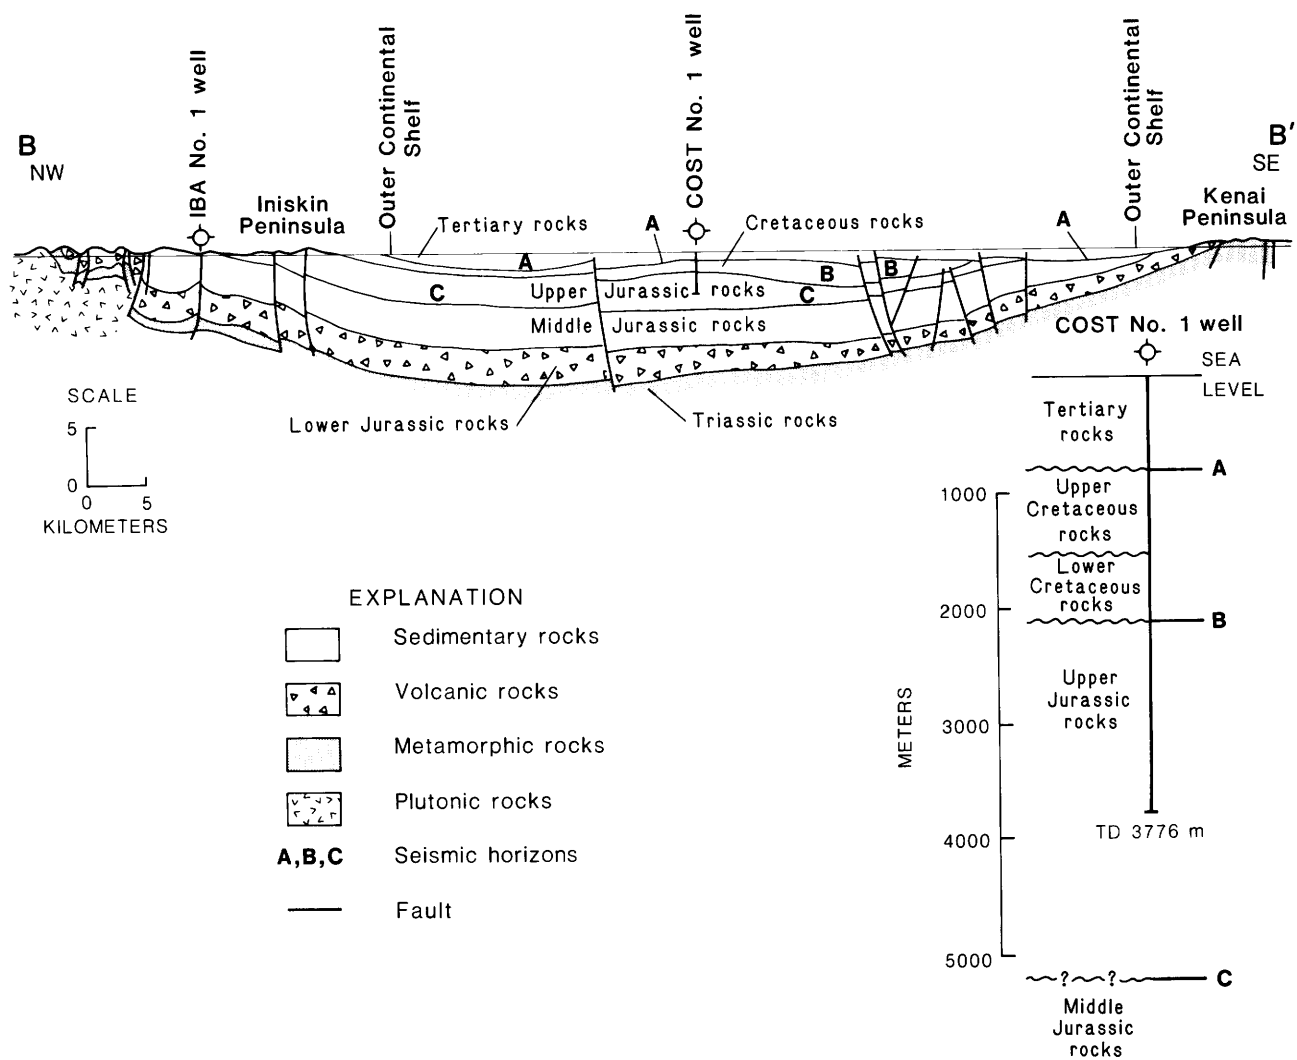 B
NW
IBA No. 1 well
Iniskin
Peninsula
Outer Continental
Shelf
COST No. 1 well
Outer Continental
Shelf
B'
SE
Kenai
Peninsula
Tertiary rocks
A
Cretaceous rocks
A
A
B
B
C
Upper Jurassic rocks
C
Middle Jurassic rocks
Lower Jurassic rocks
Triassic rocks
SCALE
5
0
0 5
KILOMETERS
COST No. 1 well
SEA
LEVEL
Tertiary
rocks
A
1000
Upper
Cretaceous
rocks
Lower
Cretaceous
rocks
2000
B
Upper
Jurassic
rocks
METERS
3000
TD 3776 m
4000
5000
? ?
C
Middle
Jurassic
rocks
EXPLANATION
Sedimentary rocks
Volcanic rocks
Metamorphic rocks
Plutonic rocks
A,B,C Seismic horizons
Fault